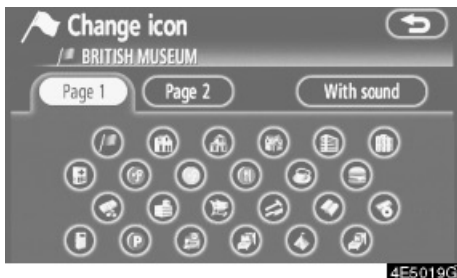 Change icon
BRITISH MUSEUM
Page 1
Page 2
With sound
P
P
4E5019G